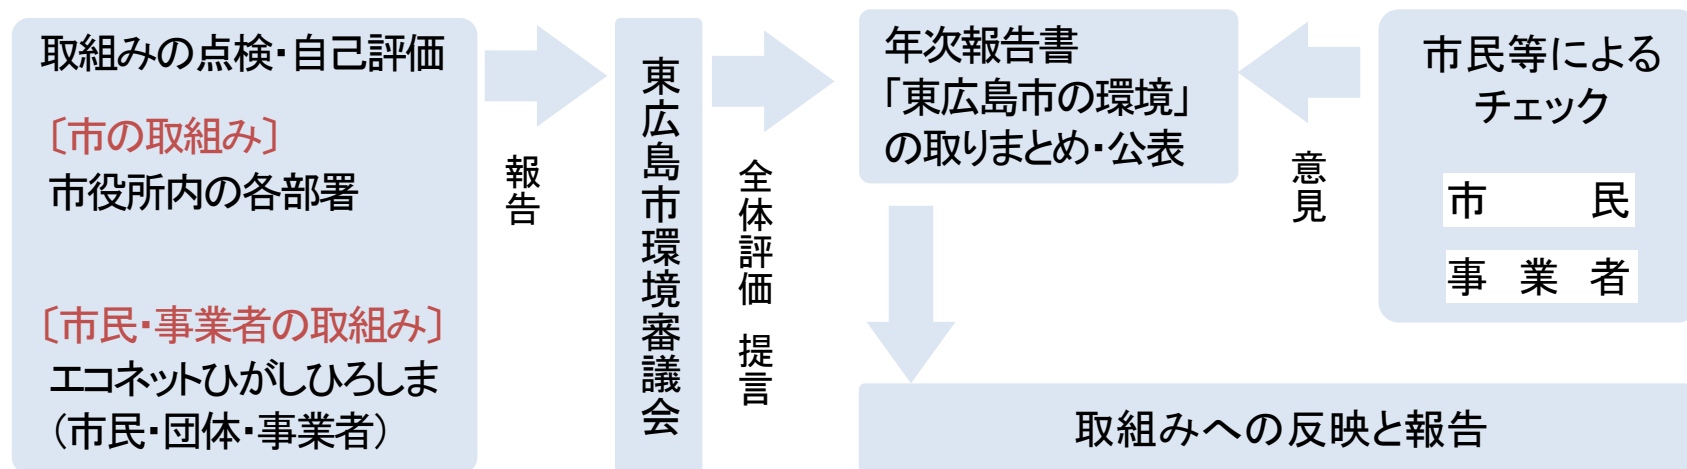 取組みの点検・自己評価
〔市の取組み〕
市役所内の各部署
〔市民・事業者の取組み〕
エコネットひがしひろしま
（市民・団体・事業者）
報告
東広島市環境審議会
全体評価 提言
年次報告書
「東広島市の環境」
の取りまとめ・公表
意見
市民等による
チェック
市 民
事 業 者
取組みへの反映と報告